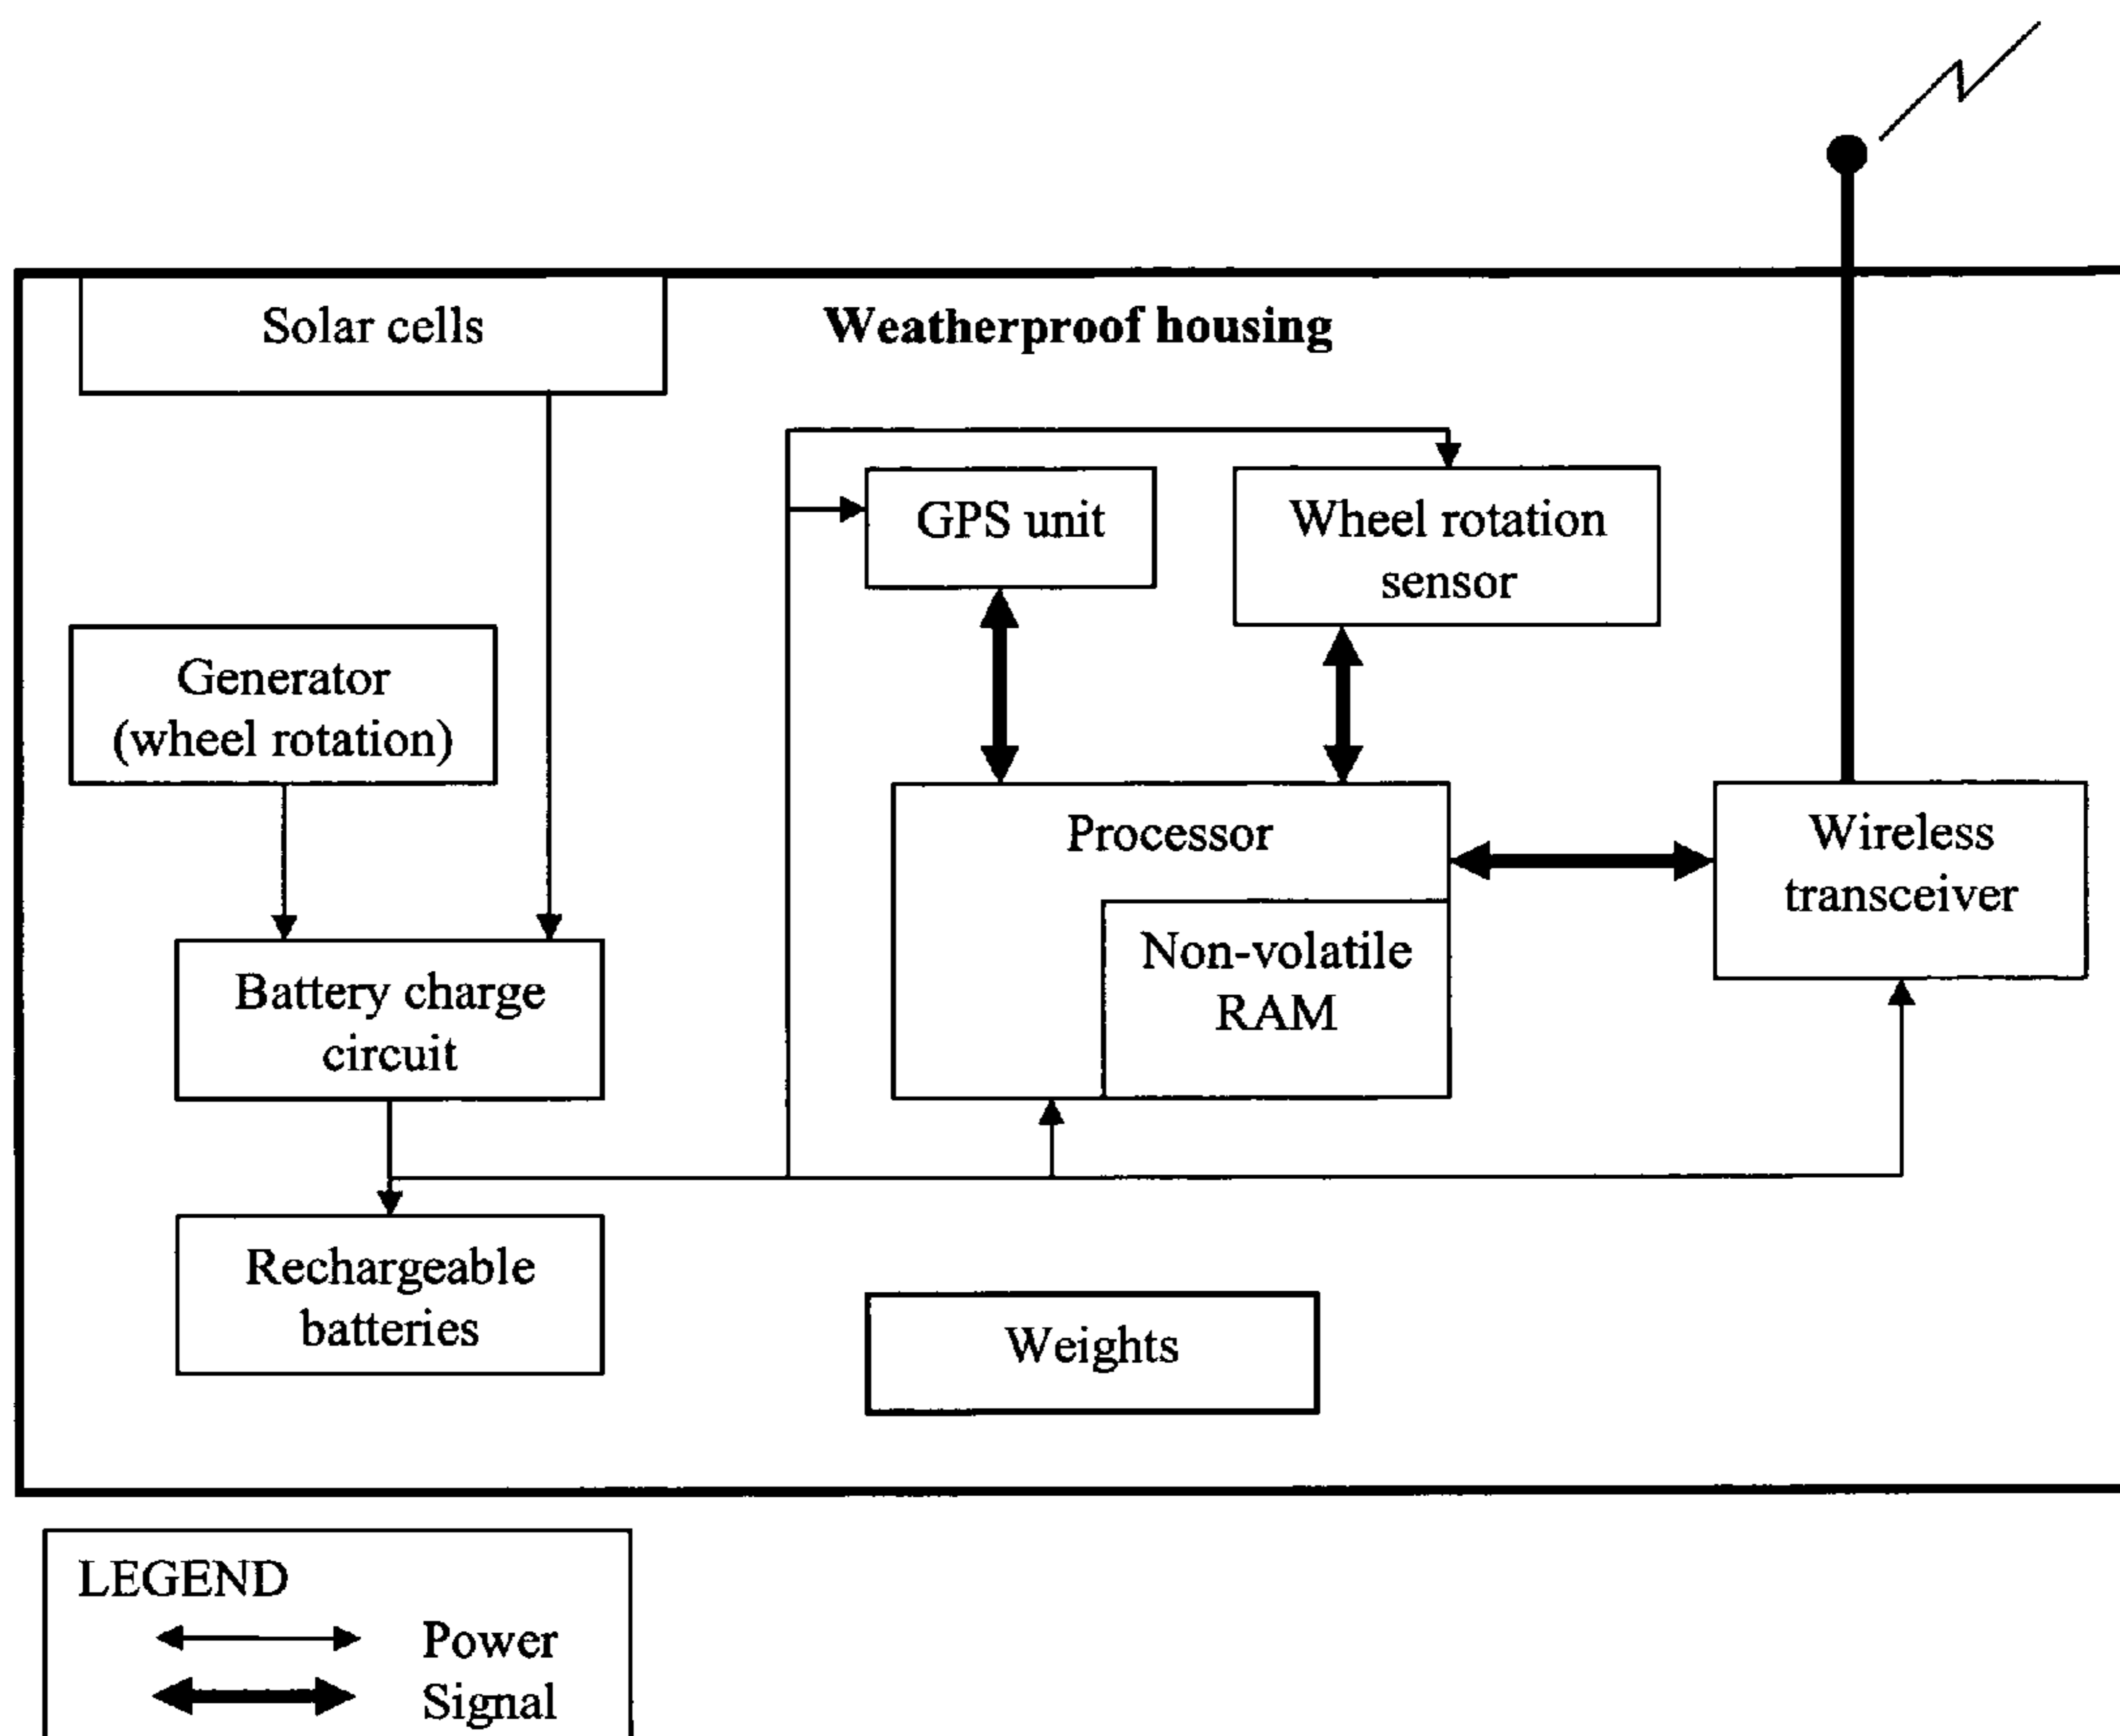 Solar cells
Weatherproof housing
GPS unit
Wheel rotation
sensor
Generator
(wheel rotation)
Processor
Wireless
transceiver
Non-volatile
RAM
Battery charge
circuit
Rechargeable
batteries
Weights
LEGEND
Power
Signal